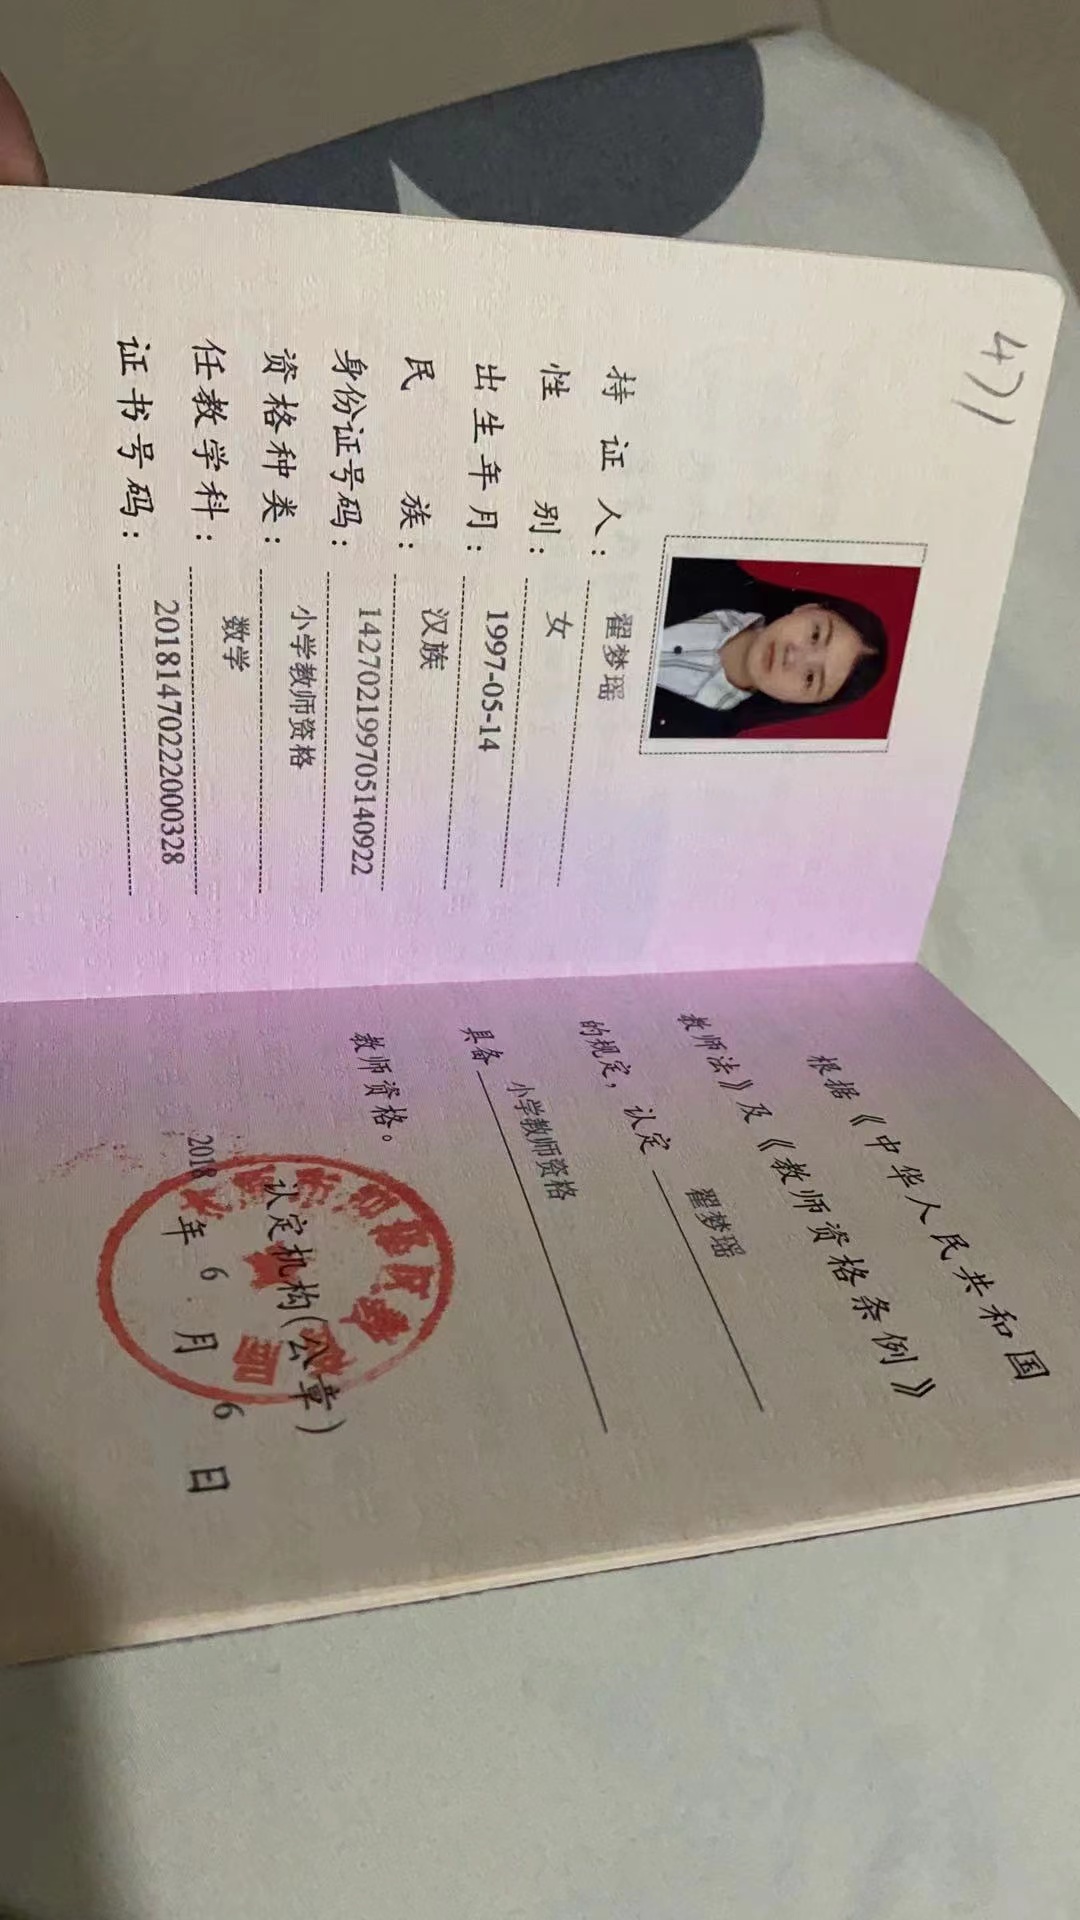 471
持证人：翟梦瑶
性别：女
出生年月：1997-05-14
民族：汉族
身份证号码：142702199705140922
资格种类：小学教师资格
任教学科：数学
证书号码：20181470222000328
根据《中华人民共和国
教师法》及《教师资格条例》
的规定，认定 翟梦瑶
具备 小学教师资格
教师资格。
认定机构(公章)
2018年6月6日